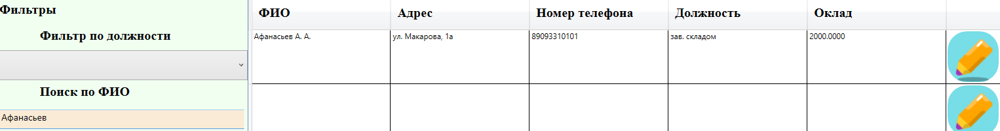 Фильтры
Фильтр по должности
Поиск по ФИО
Афанасьев
ФИО Адрес Номер телефона Должность Оклад
Афанасьев А. А. ул. Макарова, 1а 89093310101 зав. складом 2000.0000